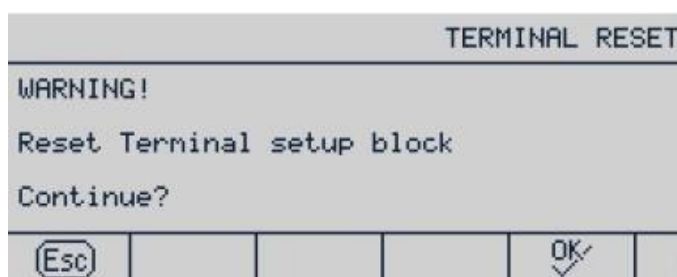 TERMINAL RESET
WARNING!
Reset Terminal setup block
Continue?
Esc OK